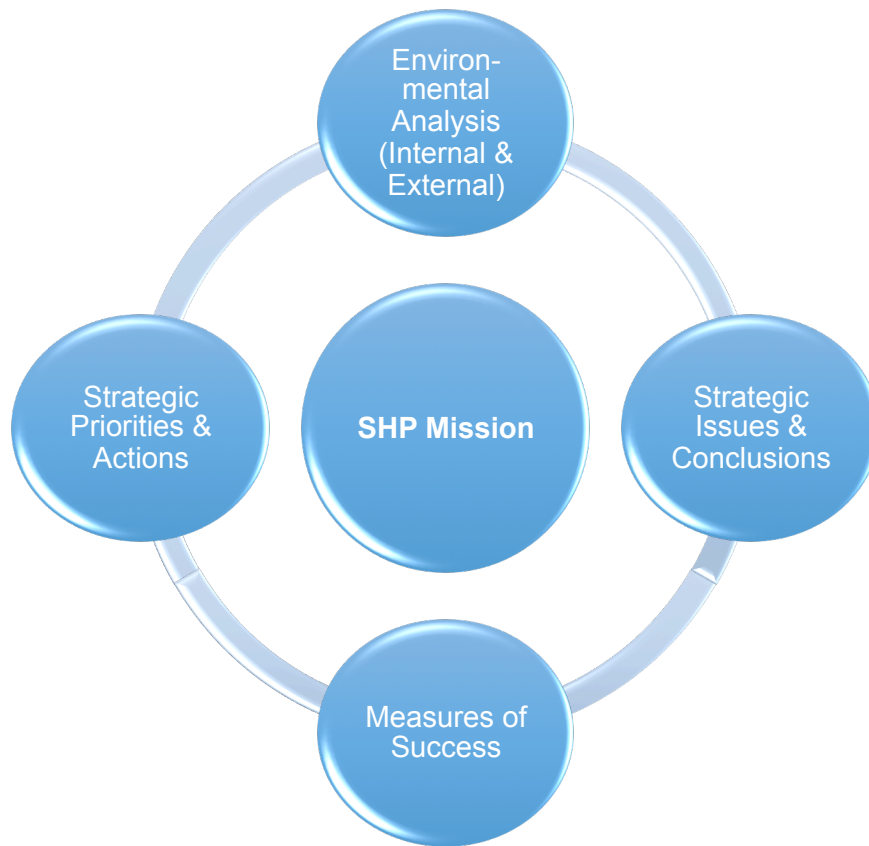 Environ-
mental
Analysis
(Internal &
External)
Strategic
Priorities &
Actions
SHP Mission
Strategic
Issues &
Conclusions
Measures of
Success